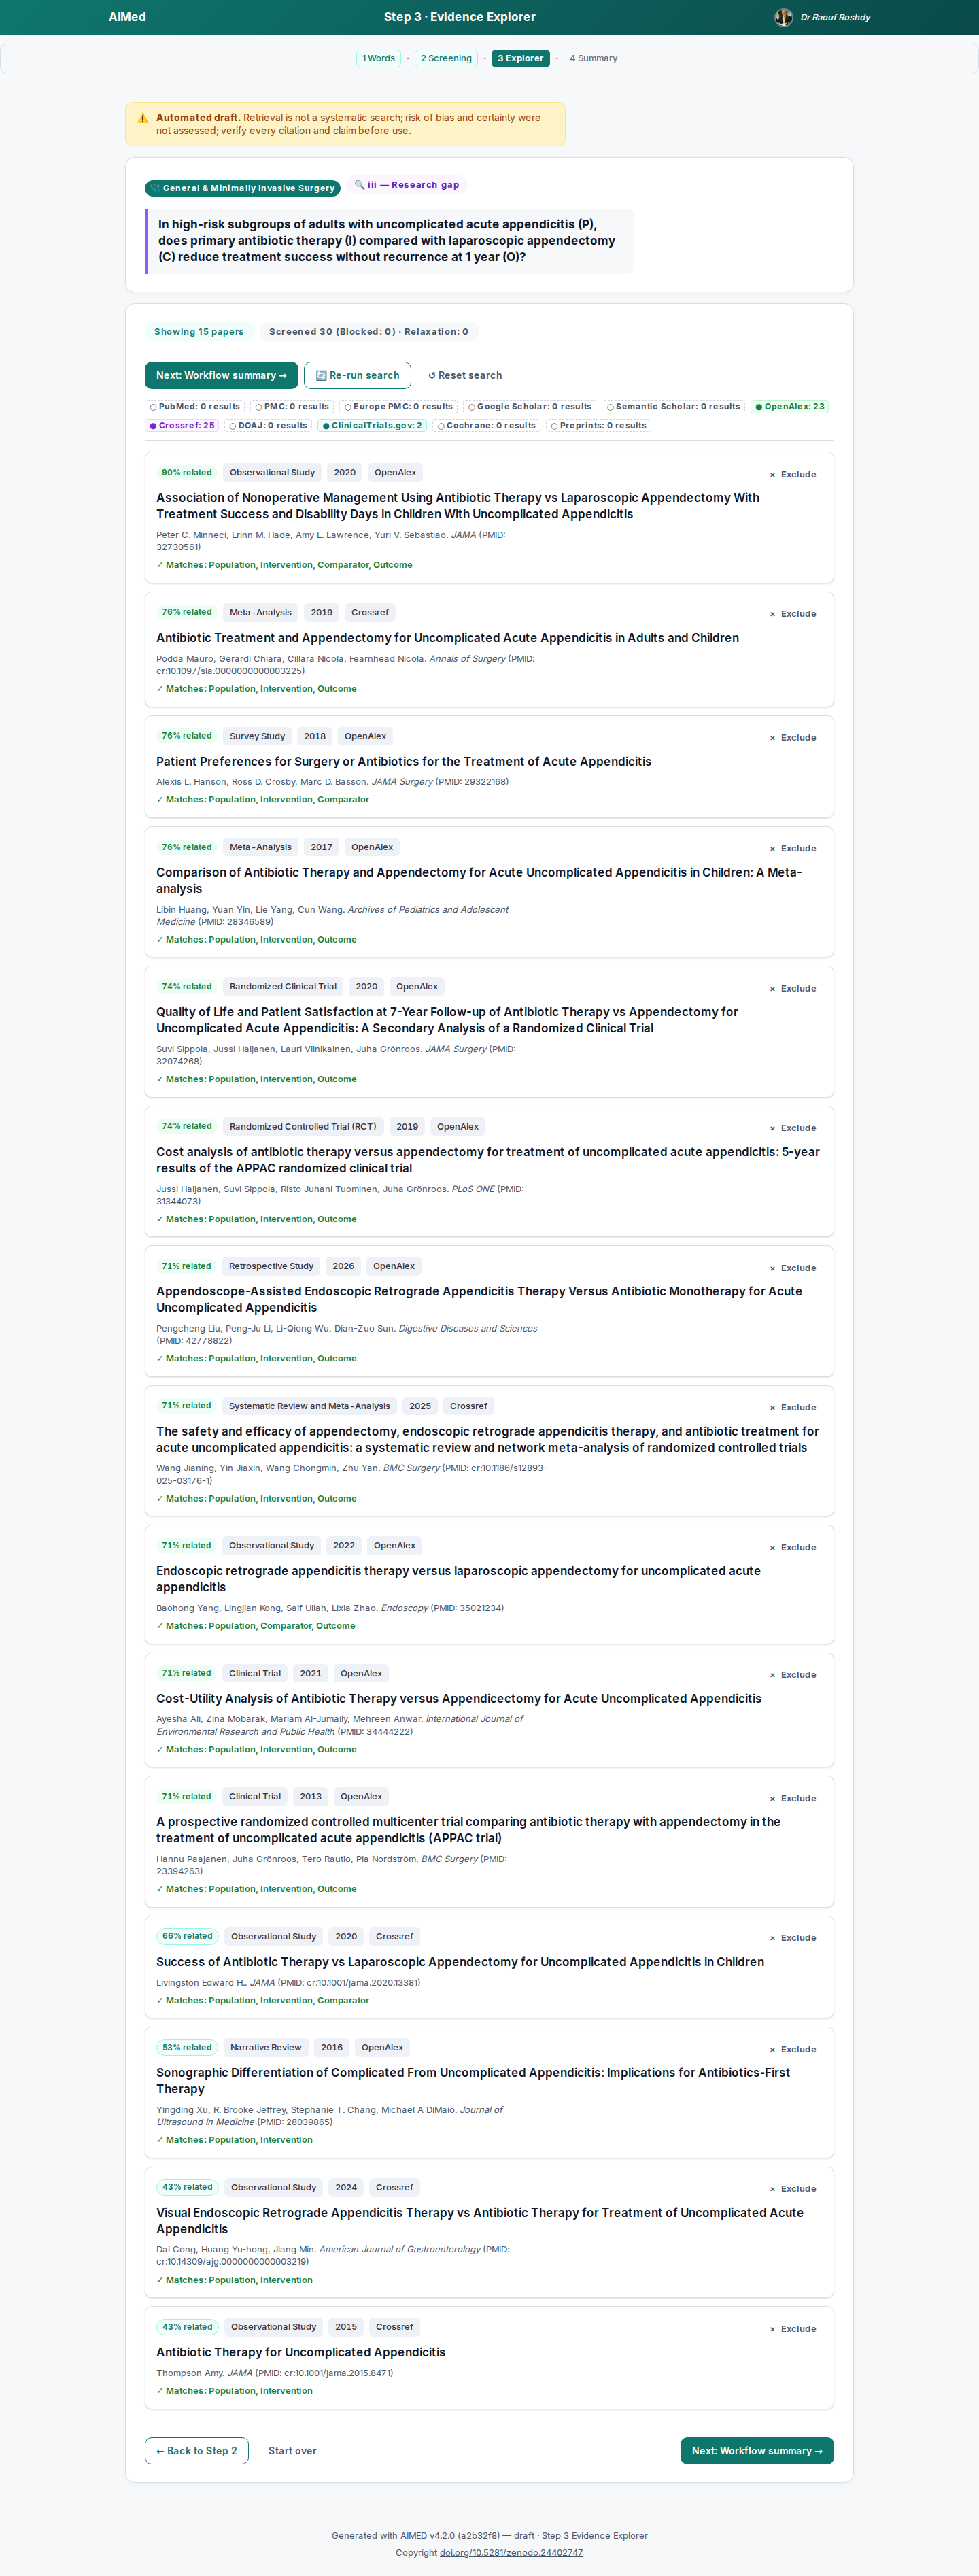 AIMed
Step 3 · Evidence Explorer
Dr Raouf Roshdy
1 Words · 2 Screening · 3 Explorer · 4 Summary
⚠️ Automated draft. Retrieval is not a systematic search; risk of bias and certainty were
not assessed; verify every citation and claim before use.
🩺 General & Minimally Invasive Surgery
🔍 iii — Research gap
In high-risk subgroups of adults with uncomplicated acute appendicitis (P),
does primary antibiotic therapy (I) compared with laparoscopic appendectomy
(C) reduce treatment success without recurrence at 1 year (O)?
Showing 15 papers
Screened 30 (Blocked: 0) · Relaxation: 0
Next: Workflow summary →
🔄 Re-run search
↺ Reset search
○ PubMed: 0 results ○ PMC: 0 results ○ Europe PMC: 0 results ○ Google Scholar: 0 results ○ Semantic Scholar: 0 results ● OpenAlex: 23
● Crossref: 25 ○ DOAJ: 0 results ● ClinicalTrials.gov: 2 ○ Cochrane: 0 results ○ Preprints: 0 results
90% related Observational Study 2020 OpenAlex × Exclude
Association of Nonoperative Management Using Antibiotic Therapy vs Laparoscopic Appendectomy With
Treatment Success and Disability Days in Children With Uncomplicated Appendicitis
Peter C. Minneci, Erinn M. Hade, Amy E. Lawrence, Yuri V. Sebastião. JAMA (PMID:
32730561)
✓ Matches: Population, Intervention, Comparator, Outcome
76% related Meta-Analysis 2019 Crossref × Exclude
Antibiotic Treatment and Appendectomy for Uncomplicated Acute Appendicitis in Adults and Children
Podda Mauro, Gerardi Chiara, Cillara Nicola, Fearnhead Nicola. Annals of Surgery (PMID:
cr:10.1097/sla.0000000000003225)
✓ Matches: Population, Intervention, Outcome
76% related Survey Study 2018 OpenAlex × Exclude
Patient Preferences for Surgery or Antibiotics for the Treatment of Acute Appendicitis
Alexis L. Hanson, Ross D. Crosby, Marc D. Basson. JAMA Surgery (PMID: 29322168)
✓ Matches: Population, Intervention, Comparator
76% related Meta-Analysis 2017 OpenAlex × Exclude
Comparison of Antibiotic Therapy and Appendectomy for Acute Uncomplicated Appendicitis in Children: A Meta-
analysis
Libin Huang, Yuan Yin, Lie Yang, Cun Wang. Archives of Pediatrics and Adolescent
Medicine (PMID: 28346589)
✓ Matches: Population, Intervention, Outcome
74% related Randomized Clinical Trial 2020 OpenAlex × Exclude
Quality of Life and Patient Satisfaction at 7-Year Follow-up of Antibiotic Therapy vs Appendectomy for
Uncomplicated Acute Appendicitis: A Secondary Analysis of a Randomized Clinical Trial
Suvi Sippola, Jussi Haijanen, Lauri Viinikainen, Juha Grönroos. JAMA Surgery (PMID:
32074268)
✓ Matches: Population, Intervention, Outcome
74% related Randomized Controlled Trial (RCT) 2019 OpenAlex × Exclude
Cost analysis of antibiotic therapy versus appendectomy for treatment of uncomplicated acute appendicitis: 5-year
results of the APPAC randomized clinical trial
Jussi Haijanen, Suvi Sippola, Risto Juhani Tuominen, Juha Grönroos. PLoS ONE (PMID:
31344073)
✓ Matches: Population, Intervention, Outcome
71% related Retrospective Study 2026 OpenAlex × Exclude
Appendoscope-Assisted Endoscopic Retrograde Appendicitis Therapy Versus Antibiotic Monotherapy for Acute
Uncomplicated Appendicitis
Pengcheng Liu, Peng-Ju Li, Li-Qiong Wu, Dian-Zuo Sun. Digestive Diseases and Sciences
(PMID: 42778822)
✓ Matches: Population, Intervention, Outcome
71% related Systematic Review and Meta-Analysis 2025 Crossref × Exclude
The safety and efficacy of appendectomy, endoscopic retrograde appendicitis therapy, and antibiotic treatment for
acute uncomplicated appendicitis: a systematic review and network meta-analysis of randomized controlled trials
Wang Jianing, Yin Jiaxin, Wang Chongmin, Zhu Yan. BMC Surgery (PMID: cr:10.1186/s12893-
025-03176-1)
✓ Matches: Population, Intervention, Outcome
71% related Observational Study 2022 OpenAlex × Exclude
Endoscopic retrograde appendicitis therapy versus laparoscopic appendectomy for uncomplicated acute
appendicitis
Baohong Yang, Lingjian Kong, Saif Ullah, Lixia Zhao. Endoscopy (PMID: 35021234)
✓ Matches: Population, Comparator, Outcome
71% related Clinical Trial 2021 OpenAlex × Exclude
Cost-Utility Analysis of Antibiotic Therapy versus Appendicectomy for Acute Uncomplicated Appendicitis
Ayesha Ali, Zina Mobarak, Mariam Al-Jumaily, Mehreen Anwar. International Journal of
Environmental Research and Public Health (PMID: 34444222)
✓ Matches: Population, Intervention, Outcome
71% related Clinical Trial 2013 OpenAlex × Exclude
A prospective randomized controlled multicenter trial comparing antibiotic therapy with appendectomy in the
treatment of uncomplicated acute appendicitis (APPAC trial)
Hannu Paajanen, Juha Grönroos, Tero Rautio, Pia Nordström. BMC Surgery (PMID:
23394263)
✓ Matches: Population, Intervention, Outcome
66% related Observational Study 2020 Crossref × Exclude
Success of Antibiotic Therapy vs Laparoscopic Appendectomy for Uncomplicated Appendicitis in Children
Livingston Edward H.. JAMA (PMID: cr:10.1001/jama.2020.13381)
✓ Matches: Population, Intervention, Comparator
53% related Narrative Review 2016 OpenAlex × Exclude
Sonographic Differentiation of Complicated From Uncomplicated Appendicitis: Implications for Antibiotics-First
Therapy
Yingding Xu, R. Brooke Jeffrey, Stephanie T. Chang, Michael A DiMaio. Journal of
Ultrasound in Medicine (PMID: 28039865)
✓ Matches: Population, Intervention
43% related Observational Study 2024 Crossref × Exclude
Visual Endoscopic Retrograde Appendicitis Therapy vs Antibiotic Therapy for Treatment of Uncomplicated Acute
Appendicitis
Dai Cong, Huang Yu-hong, Jiang Min. American Journal of Gastroenterology (PMID:
cr:10.14309/ajg.0000000000003219)
✓ Matches: Population, Intervention
43% related Observational Study 2015 Crossref × Exclude
Antibiotic Therapy for Uncomplicated Appendicitis
Thompson Amy. JAMA (PMID: cr:10.1001/jama.2015.8471)
✓ Matches: Population, Intervention
← Back to Step 2
Start over
Next: Workflow summary →
Generated with AIMED v4.2.0 (a2b32f8) — draft · Step 3 Evidence Explorer
Copyright doi.org/10.5281/zenodo.24402747